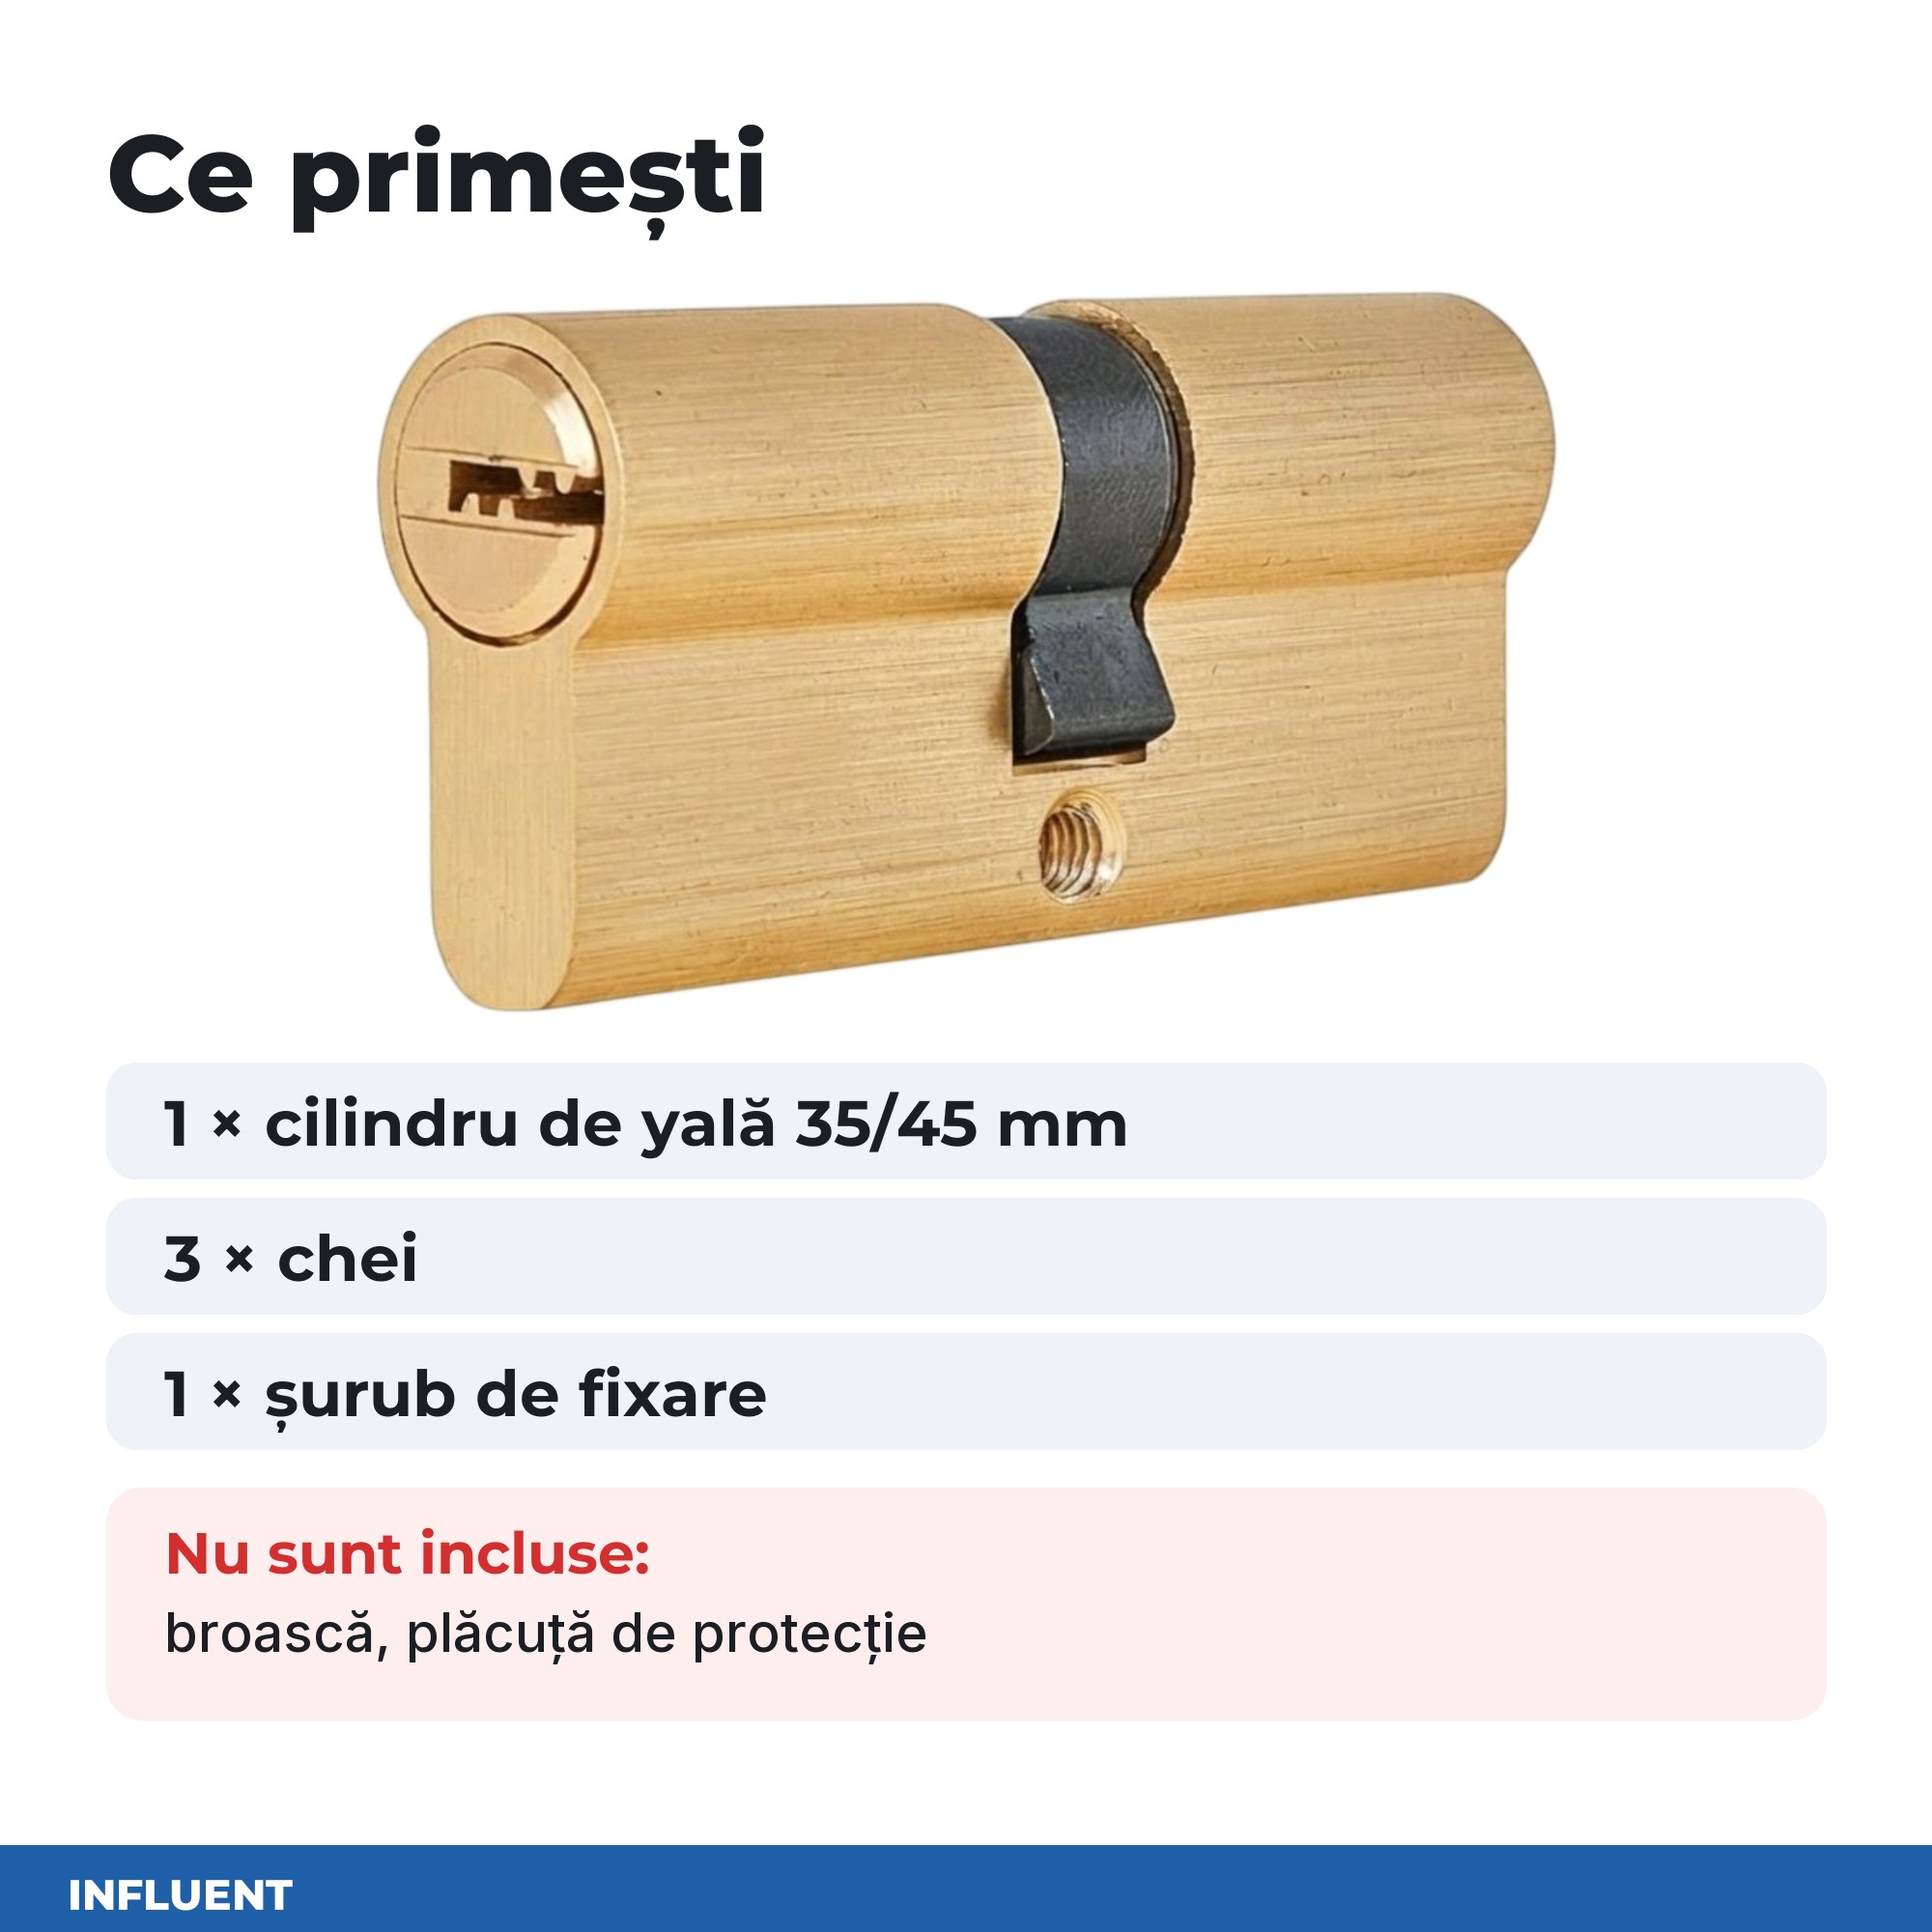 Ce primești
1 × cilindru de yală 35/45 mm
3 × chei
1 × șurub de fixare
Nu sunt incluse:
broască, plăcuță de protecție
INFLUENT